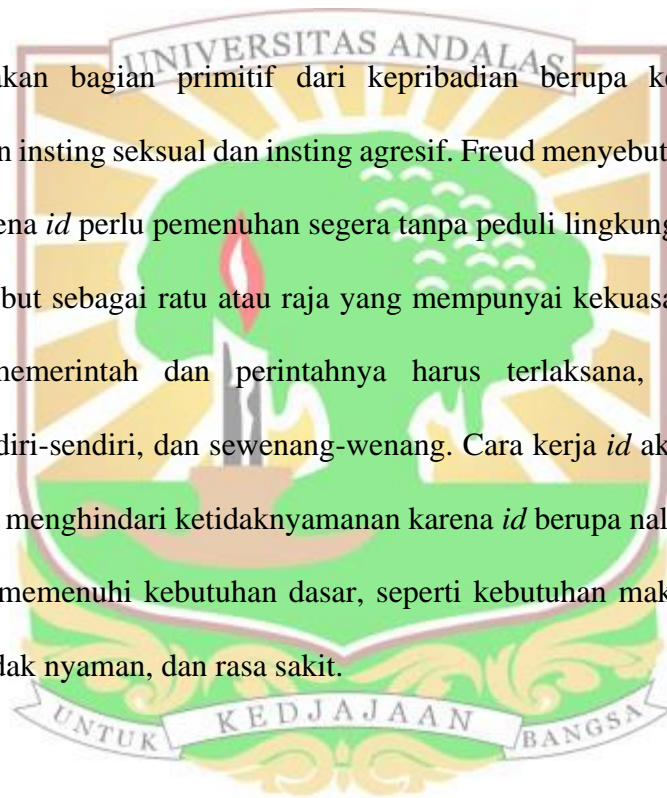 UNIVERSITAS ANDALAS
akan bagian primitif dari kepribadian berupa ke
n insting seksual dan insting agresif. Freud menyebut
ena id perlu pemenuhan segera tanpa peduli lingkung
but sebagai ratu atau raja yang mempunyai kekuasa
memerintah dan perintahnya harus terlaksana,
diri-sendiri, dan sewenang-wenang. Cara kerja id ak
menghindari ketidaknyamanan karena id berupa nal
memenuhi kebutuhan dasar, seperti kebutuhan mak
dak nyaman, dan rasa sakit.
UNTUK KEDJAJAAN BANGSA